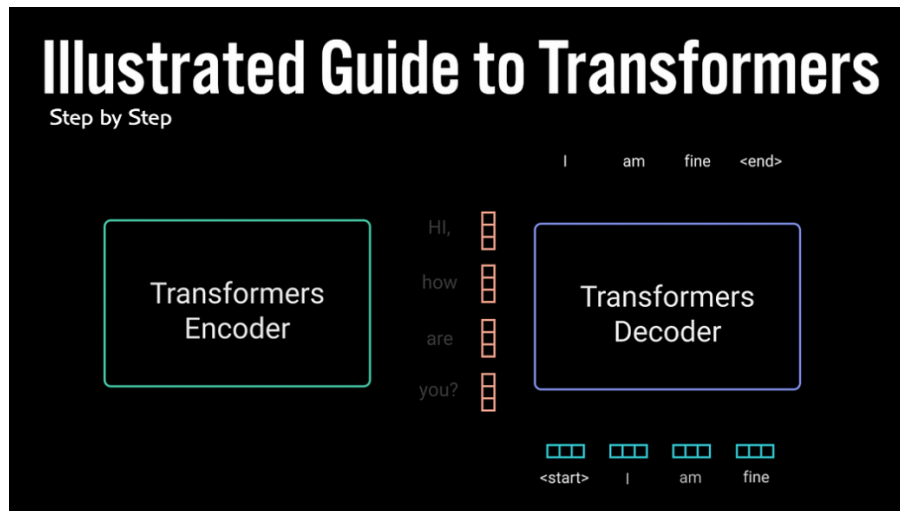 Illustrated Guide to Transformers
Step by Step
I am fine <end>
Transformers
Encoder
HI,
how
are
you?
Transformers
Decoder
<start> I am fine